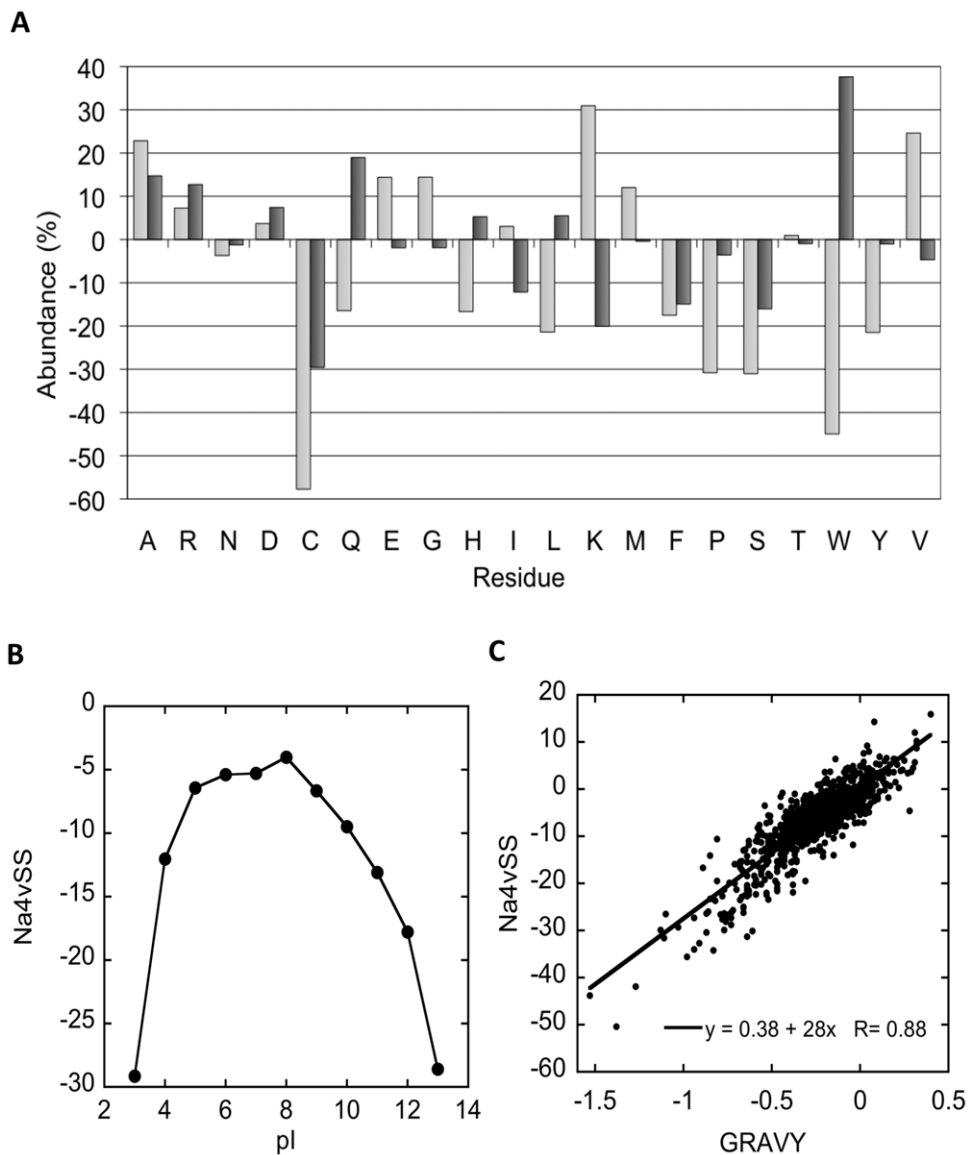 A
Abundance (%)
40
30
20
10
0
-10
-20
-30
-40
-50
-60
A R N D C Q E G H I L K M F P S T W Y V
Residue
B
Na4vSS
0
-5
-10
-15
-20
-25
-30
2 4 6 8 10 12 14
pI
C
Na4vSS
20
10
0
-10
-20
-30
-40
-50
-60
y = 0.38 + 28x R= 0.88
-1.5 -1 -0.5 0 0.5
GRAVY